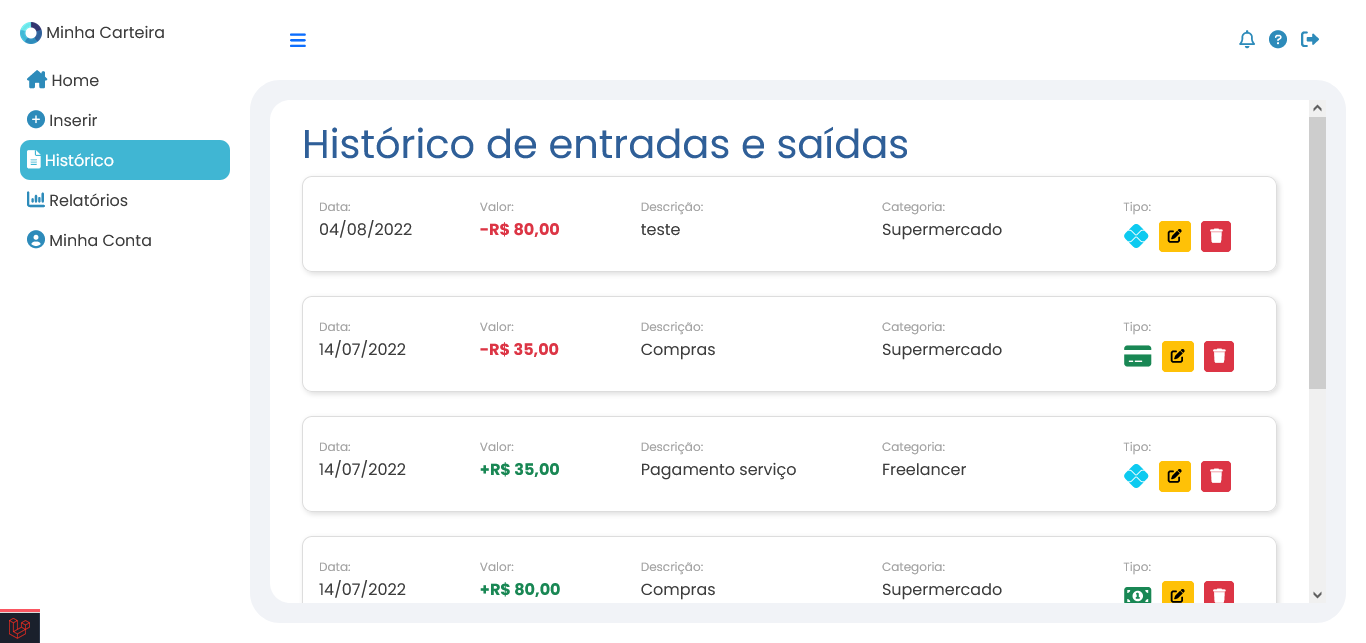 Minha Carteira
Home
Inserir
Histórico
Relatórios
Minha Conta
Histórico de entradas e saídas
Data: Valor: Descrição: Categoria: Tipo:
04/08/2022 -R$ 80,00 teste Supermercado
Data: Valor: Descrição: Categoria: Tipo:
14/07/2022 -R$ 35,00 Compras Supermercado
Data: Valor: Descrição: Categoria: Tipo:
14/07/2022 +R$ 35,00 Pagamento serviço Freelancer
Data: Valor: Descrição: Categoria: Tipo:
14/07/2022 +R$ 80,00 Compras Supermercado